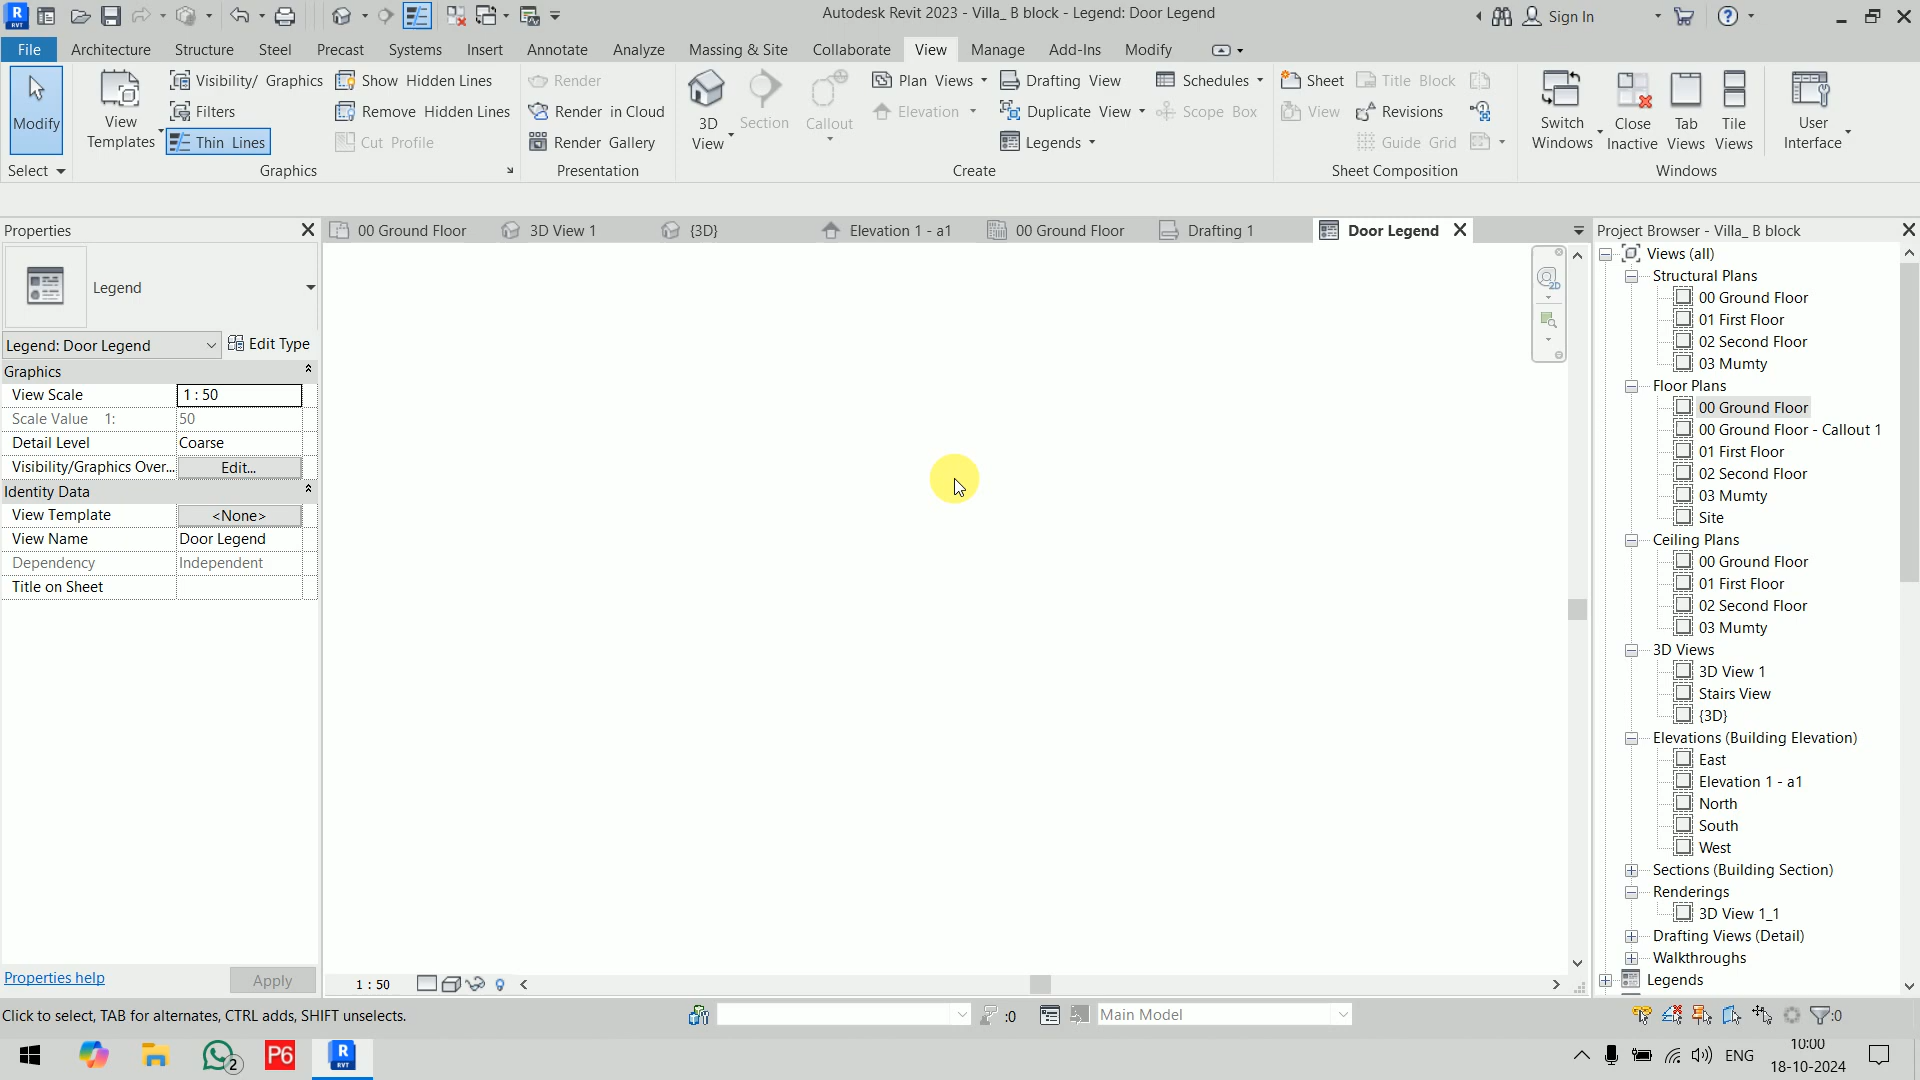 Autodesk Revit 2023 - Villa_ B block - Legend: Door Legend
Sign In
File Architecture Structure Steel Precast Systems Insert Annotate Analyze Massing & Site Collaborate View Manage Add-Ins Modify
Modify
Select
View Templates
Visibility/ Graphics
Filters
Thin Lines
Show Hidden Lines
Remove Hidden Lines
Cut Profile
Graphics
Render
Render in Cloud
Render Gallery
Presentation
3D View
Section
Callout
Plan Views
Elevation
Drafting View
Duplicate View
Legends
Schedules
Scope Box
Create
Sheet
View
Title Block
Revisions
Guide Grid
Sheet Composition
Switch Windows
Close Inactive
Tab Views
Tile Views
Windows
User Interface
Properties
Legend
Legend: Door Legend
Edit Type
Graphics
View Scale 1 : 50
Scale Value 1: 50
Detail Level Coarse
Visibility/Graphics Over... Edit...
Identity Data
View Template <None>
View Name Door Legend
Dependency Independent
Title on Sheet
Properties help
Apply
00 Ground Floor 3D View 1 {3D} Elevation 1 - a1 00 Ground Floor Drafting 1 Door Legend
2D
1 : 50
Project Browser - Villa_ B block
Views (all)
Structural Plans
00 Ground Floor
01 First Floor
02 Second Floor
03 Mumty
Floor Plans
00 Ground Floor
00 Ground Floor - Callout 1
01 First Floor
02 Second Floor
03 Mumty
Site
Ceiling Plans
00 Ground Floor
01 First Floor
02 Second Floor
03 Mumty
3D Views
3D View 1
Stairs View
{3D}
Elevations (Building Elevation)
East
Elevation 1 - a1
North
South
West
Sections (Building Section)
Renderings
3D View 1_1
Drafting Views (Detail)
Walkthroughs
Legends
Click to select, TAB for alternates, CTRL adds, SHIFT unselects.
:0
Main Model
:0
2
P6
R
RVT
ENG
10:00
18-10-2024